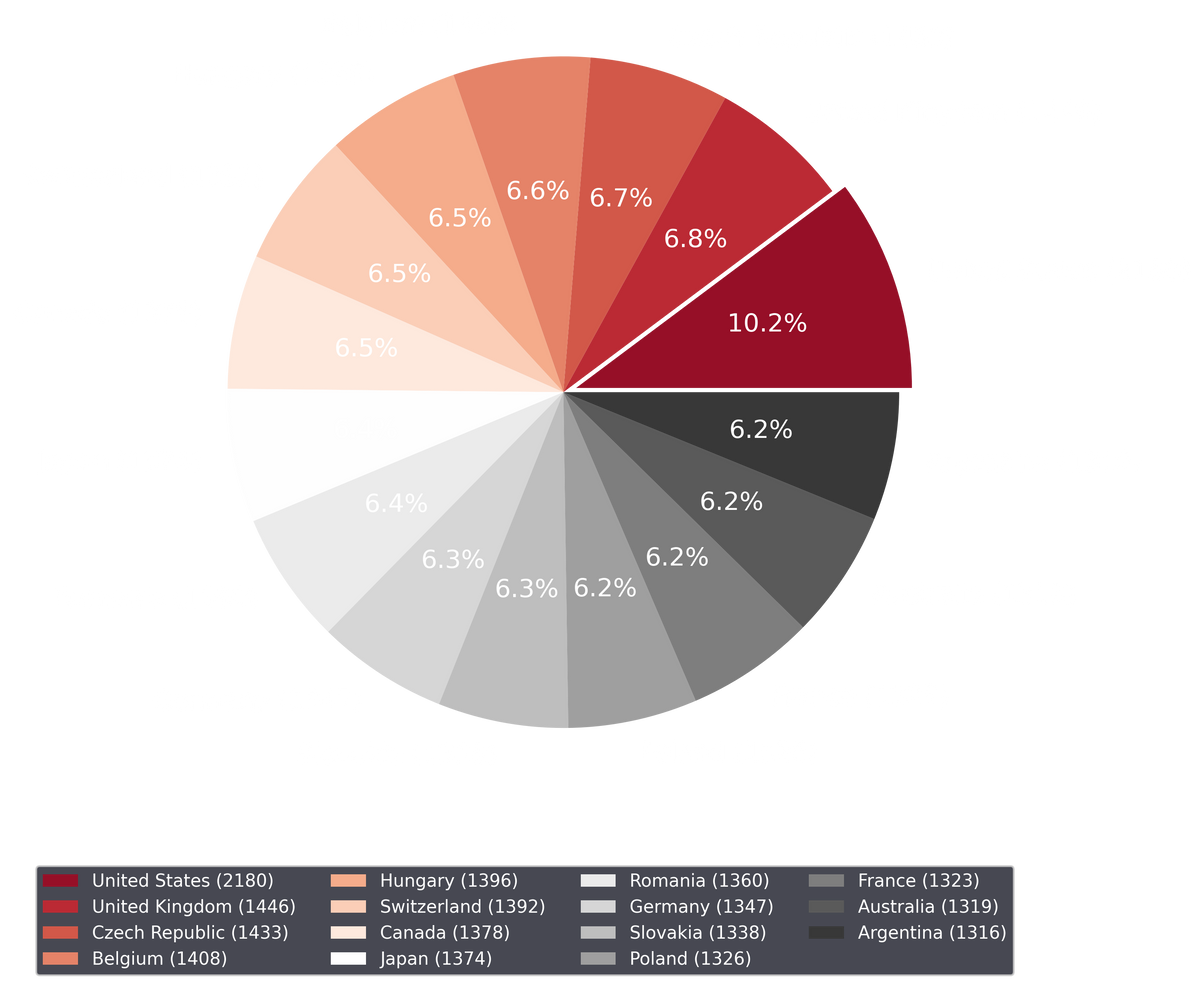 6.6%
6.7%
6.5%
6.8%
6.5%
10.2%
6.5%
6.2%
6.4%
6.2%
6.3%
6.2%
6.3%
6.2%
United States (2180)
United Kingdom (1446)
Czech Republic (1433)
Belgium (1408)
Hungary (1396)
Switzerland (1392)
Canada (1378)
Japan (1374)
Romania (1360)
Germany (1347)
Slovakia (1338)
Poland (1326)
France (1323)
Australia (1319)
Argentina (1316)